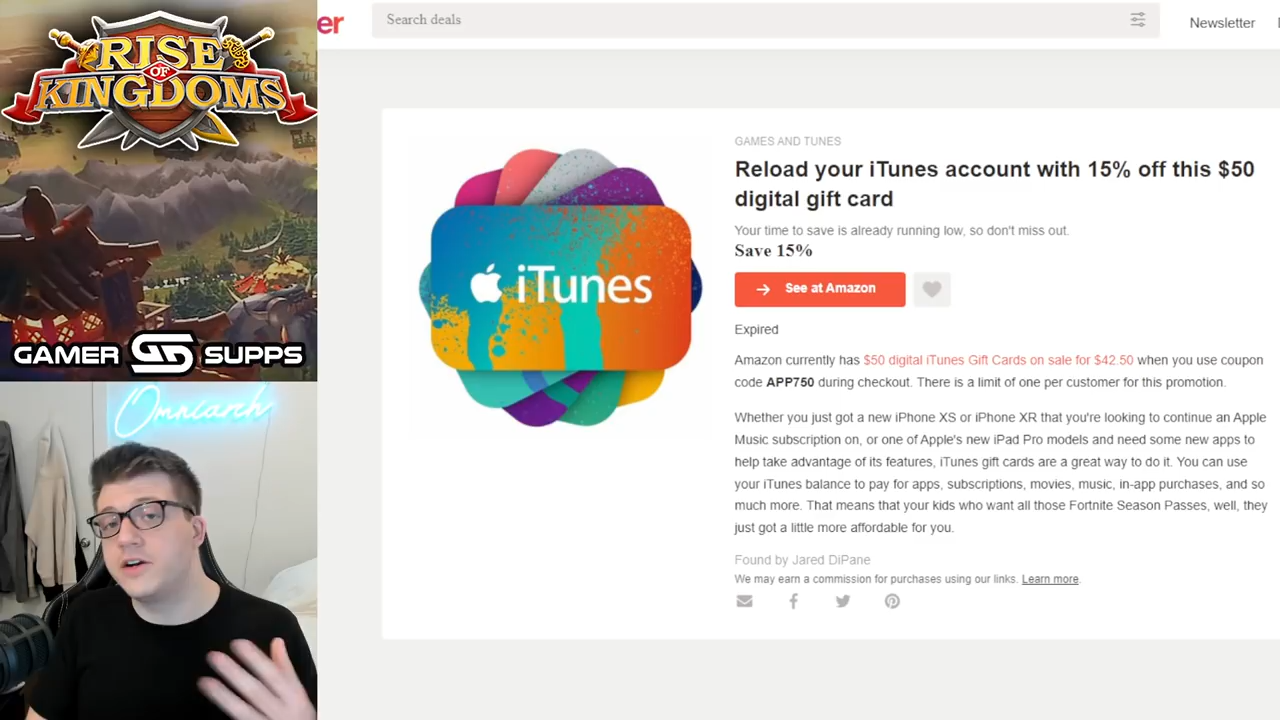 RISE
OF
KINGDOMS
GAMER GS SUPPS
Omniarch
er
Search deals
Newsletter
GAMES AND TUNES
Reload your iTunes account with 15% off this $50
digital gift card
Your time to save is already running low, so don't miss out.
Save 15%
See at Amazon
iTunes
Expired
Amazon currently has $50 digital iTunes Gift Cards on sale for $42.50 when you use coupon
code APP750 during checkout. There is a limit of one per customer for this promotion.
Whether you just got a new iPhone XS or iPhone XR that you're looking to continue an Apple
Music subscription on, or one of Apple's new iPad Pro models and need some new apps to
help take advantage of its features, iTunes gift cards are a great way to do it. You can use
your iTunes balance to pay for apps, subscriptions, movies, music, in-app purchases, and so
much more. That means that your kids who want all those Fortnite Season Passes, well, they
just got a little more affordable for you.
Found by Jared DiPane
We may earn a commission for purchases using our links. Learn more.